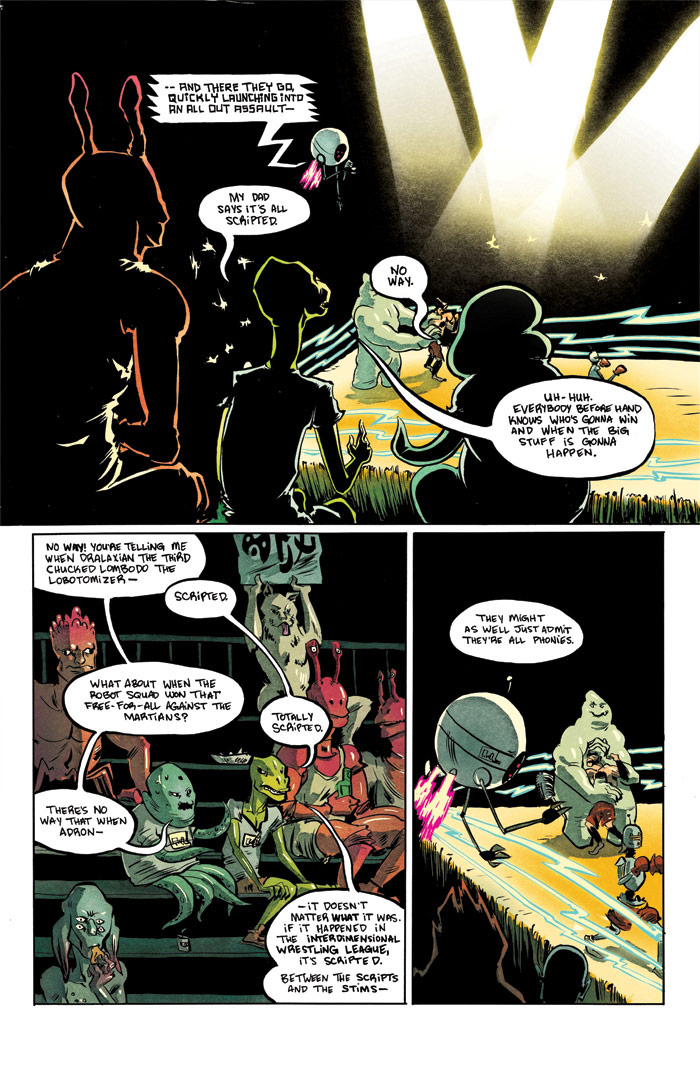 -- AND THERE THEY GO,
QUICKLY LAUNCHING INTO
AN ALL OUT ASSAULT--
MY DAD
SAYS IT'S ALL
SCRIPTED.
NO
WAY.
UH-HUH.
EVERYBODY BEFORE HAND
KNOWS WHO'S GONNA WIN
AND WHEN THE BIG
STUFF IS GONNA
HAPPEN.
NO WAY! YOU'RE TELLING ME
WHEN DRALAXIAN THE THIRD
CHUCKED LOMBODO THE
LOBOTOMIZER--
SCRIPTED.
WHAT ABOUT WHEN THE
ROBOT SQUAD WON THAT
FREE-FOR-ALL AGAINST THE
MARTIANS?
TOTALLY
SCRIPTED.
THERE'S NO
WAY THAT WHEN
ADRON--
--IT DOESN'T
MATTER WHAT IT WAS.
IF IT HAPPENED IN
THE INTERDIMENSIONAL
WRESTLING LEAGUE,
IT'S SCRIPTED.
BETWEEN THE SCRIPTS
AND THE STIMS--
THEY MIGHT
AS WELL JUST ADMIT
THEY'RE ALL PHONIES.